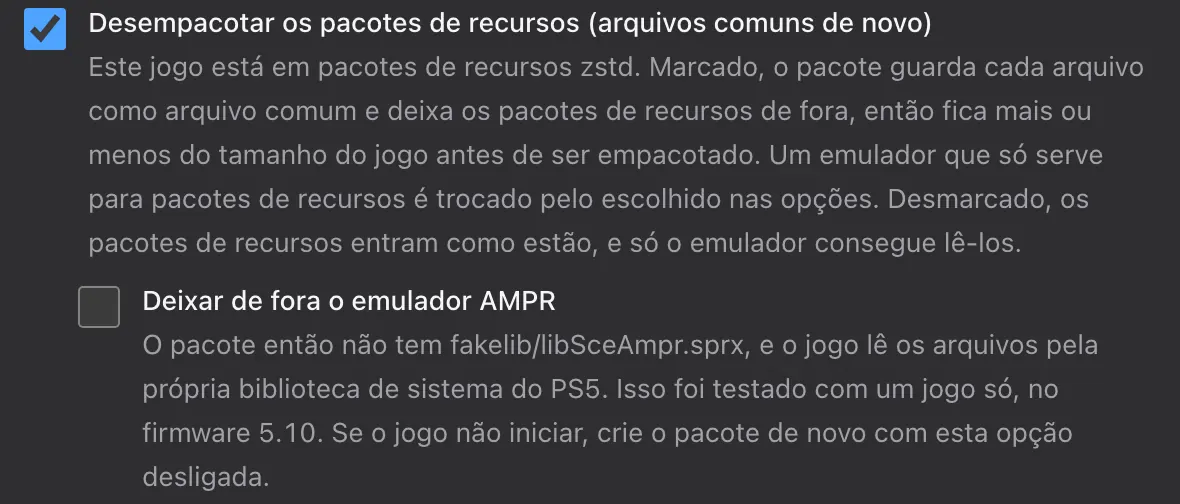 Desempacotar os pacotes de recursos (arquivos comuns de novo)
Este jogo está em pacotes de recursos zstd. Marcado, o pacote guarda cada arquivo
como arquivo comum e deixa os pacotes de recursos de fora, então fica mais ou
menos do tamanho do jogo antes de ser empacotado. Um emulador que só serve
para pacotes de recursos é trocado pelo escolhido nas opções. Desmarcado, os
pacotes de recursos entram como estão, e só o emulador consegue lê-los.
Deixar de fora o emulador AMPR
O pacote então não tem fakelib/libSceAmpr.sprx, e o jogo lê os arquivos pela
própria biblioteca de sistema do PS5. Isso foi testado com um jogo só, no
firmware 5.10. Se o jogo não iniciar, crie o pacote de novo com esta opção
desligada.